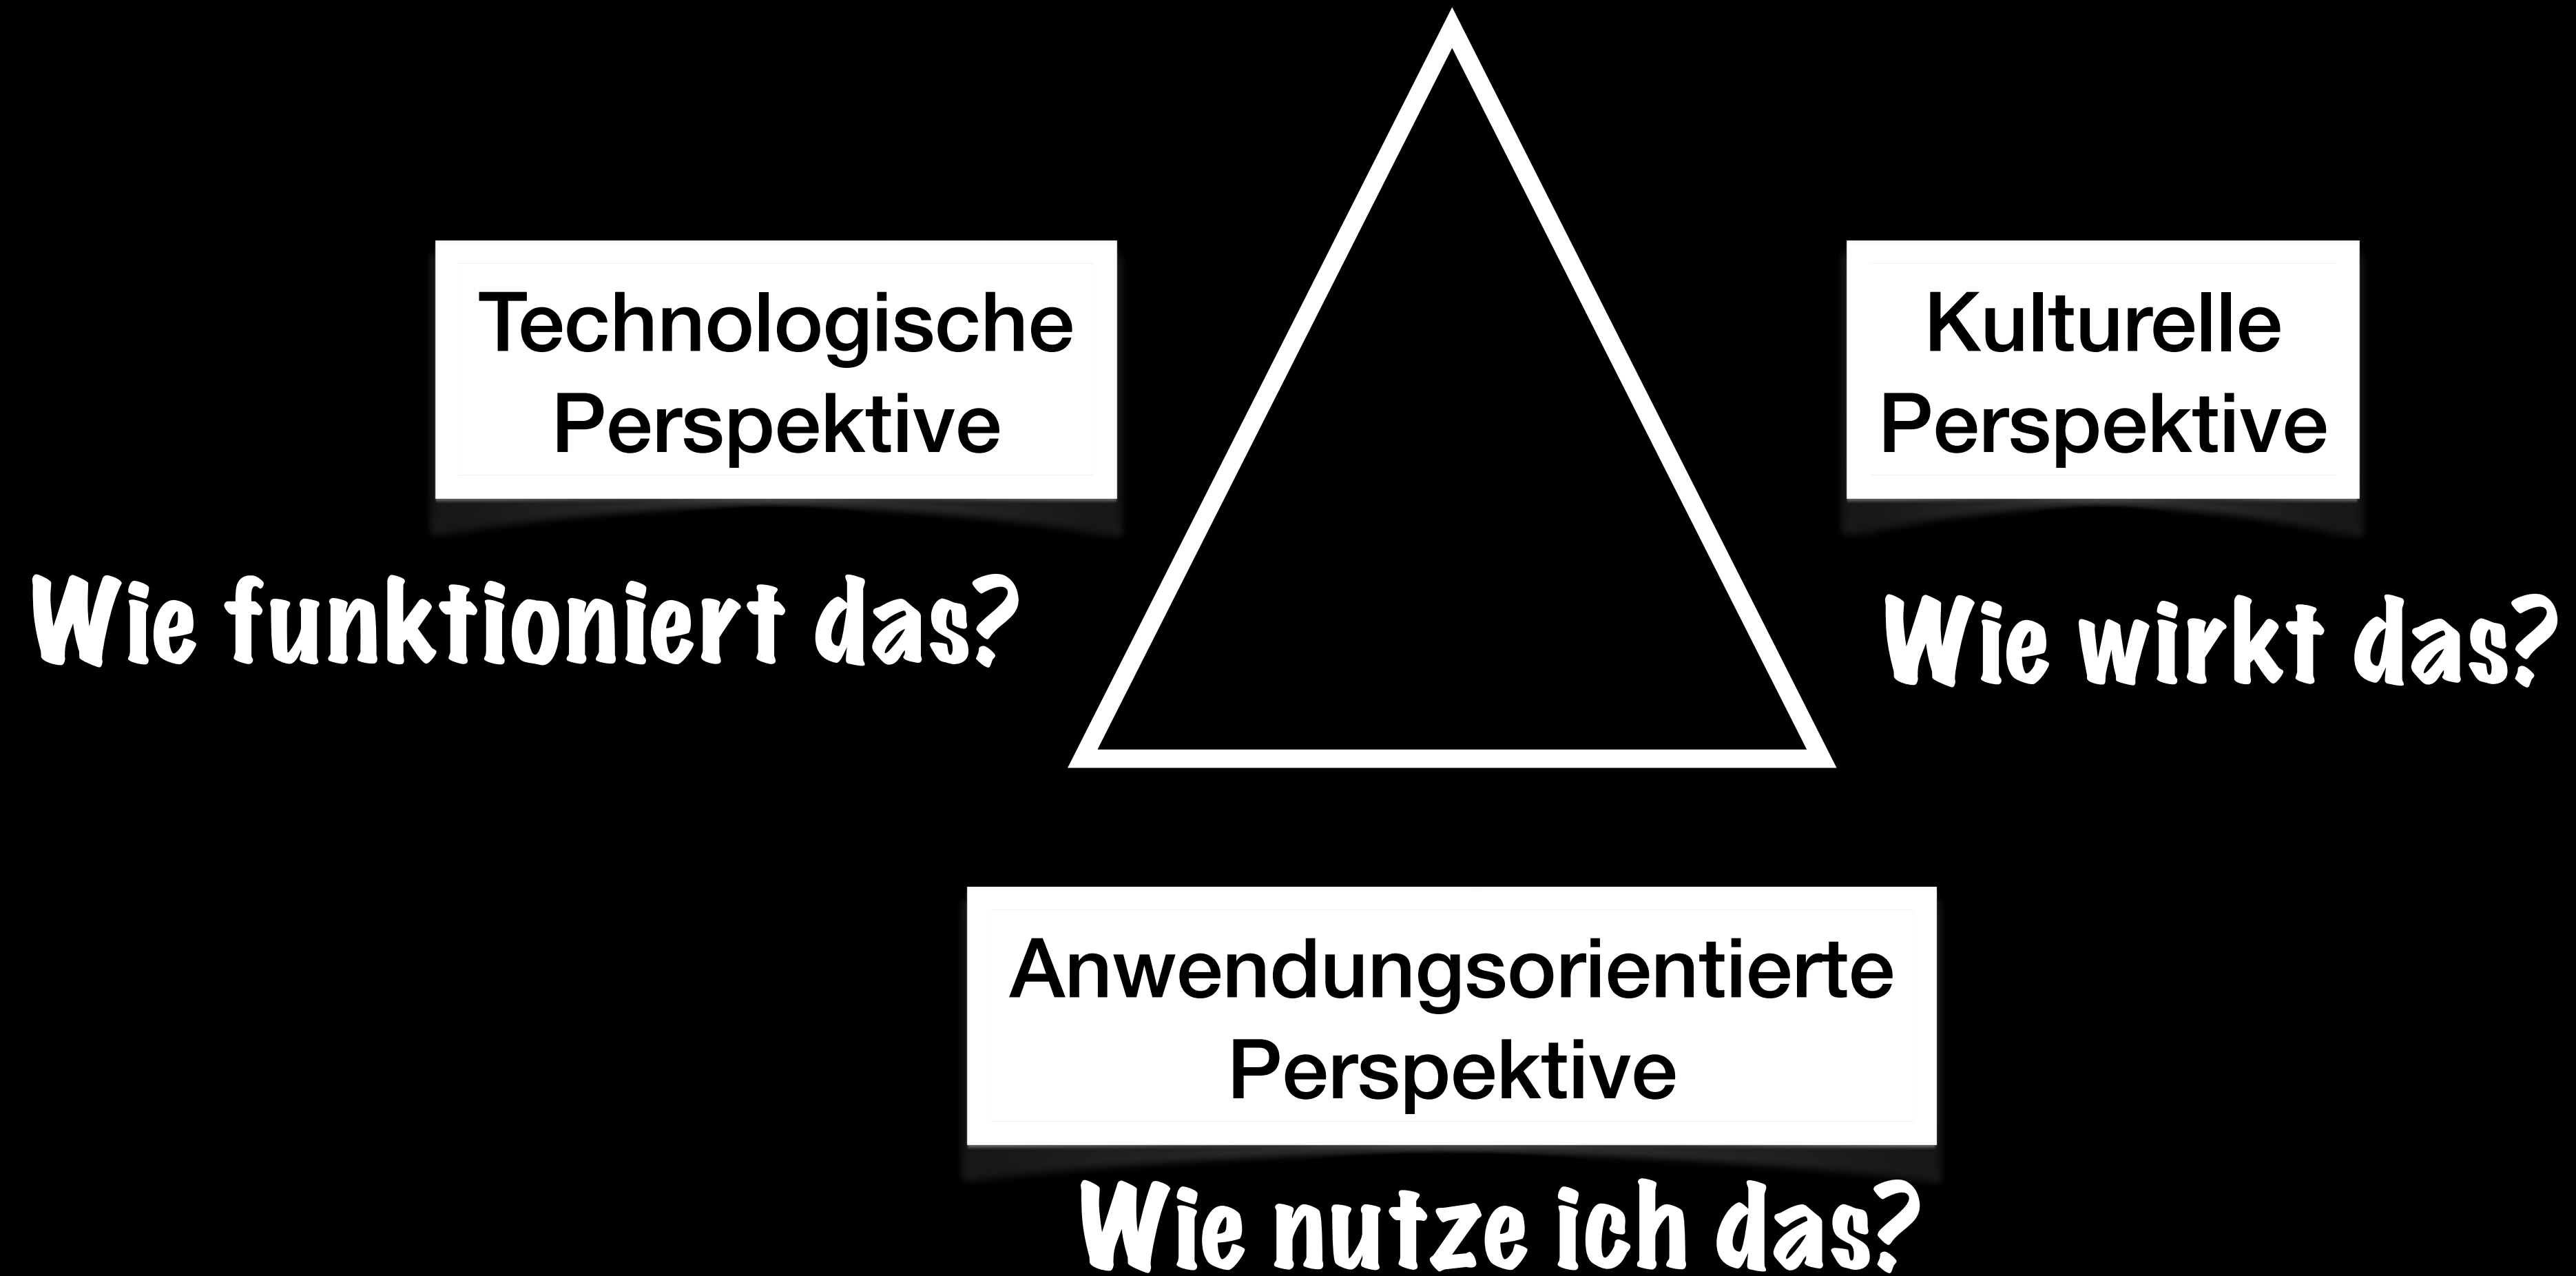 Technologische
Perspektive
Wie funktioniert das?
Kulturelle
Perspektive
Wie wirkt das?
Anwendungsorientierte
Perspektive
Wie nutze ich das?